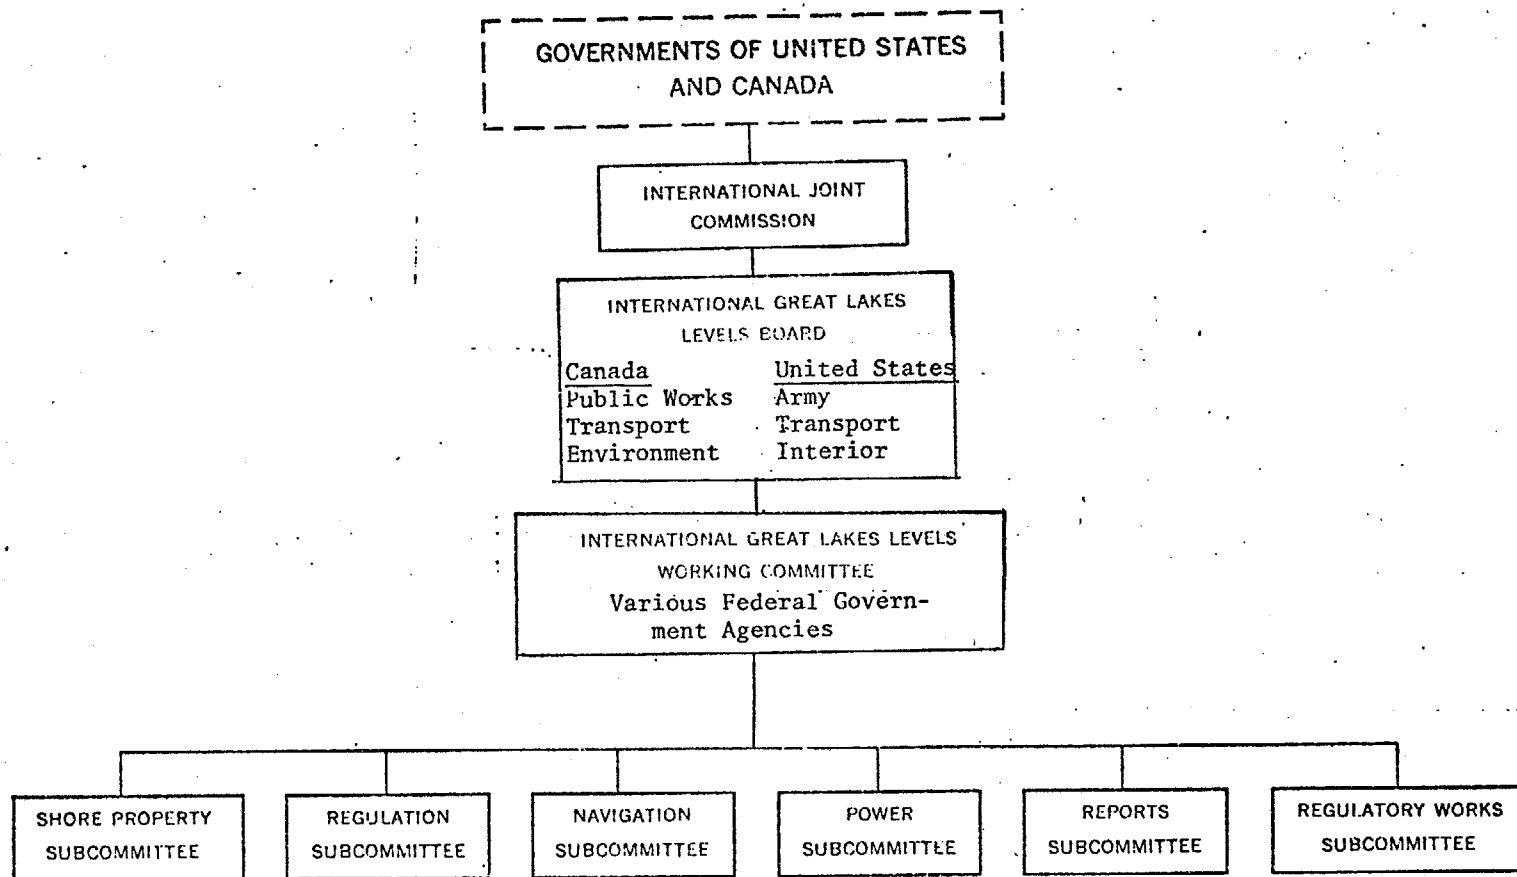 GOVERNMENTS OF UNITED STATES
AND CANADA
INTERNATIONAL JOINT
COMMISSION
INTERNATIONAL GREAT LAKES
LEVELS BOARD
Canada United States
Public Works Army
Transport Transport
Environment Interior
INTERNATIONAL GREAT LAKES LEVELS
WORKING COMMITTEE
Various Federal Govern-
ment Agencies
SHORE PROPERTY
SUBCOMMITTEE
REGULATION
SUBCOMMITTEE
NAVIGATION
SUBCOMMITTEE
POWER
SUBCOMMITTEE
REPORTS
SUBCOMMITTEE
REGULATORY WORKS
SUBCOMMITTEE